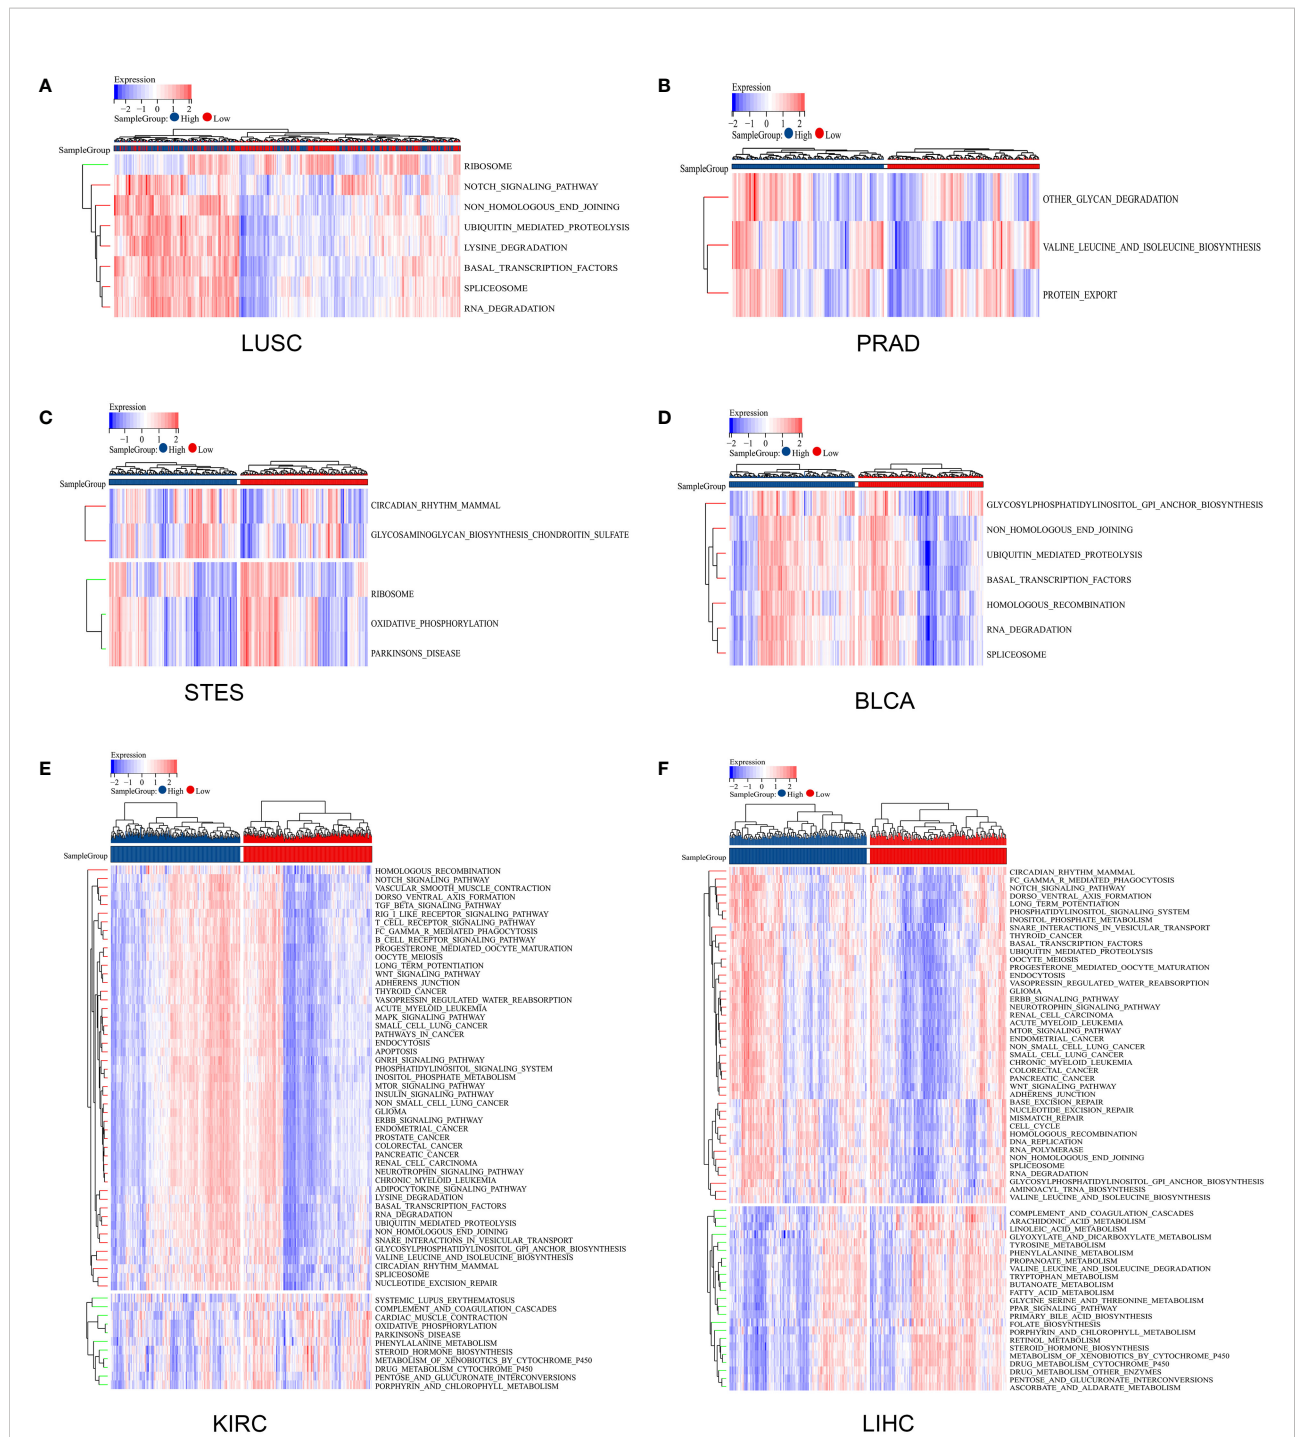 A
Expression
−2 −1 0 1 2
SampleGroup: High Low
SampleGroup
RIBOSOME
NOTCH_SIGNALING_PATHWAY
NON_HOMOLOGOUS_END_JOINING
UBIQUITIN_MEDIATED_PROTEOLYSIS
LYSINE_DEGRADATION
BASAL_TRANSCRIPTION_FACTORS
SPLICEOSOME
RNA_DEGRADATION
LUSC
B
Expression
−2 −1 0 1 2
SampleGroup: High Low
SampleGroup
OTHER_GLYCAN_DEGRADATION
VALINE_LEUCINE_AND_ISOLEUCINE_BIOSYNTHESIS
PROTEIN_EXPORT
PRAD
C
Expression
−1 0 1 2
SampleGroup: High Low
SampleGroup
CIRCADIAN_RHYTHM_MAMMAL
GLYCOSAMINOGLYCAN_BIOSYNTHESIS_CHONDROITIN_SULFATE
RIBOSOME
OXIDATIVE_PHOSPHORYLATION
PARKINSONS_DISEASE
STES
D
Expression
−2 −1 0 1 2
SampleGroup: High Low
SampleGroup
GLYCOSYLPHOSPHATIDYLINOSITOL_GPI_ANCHOR_BIOSYNTHESIS
NON_HOMOLOGOUS_END_JOINING
UBIQUITIN_MEDIATED_PROTEOLYSIS
BASAL_TRANSCRIPTION_FACTORS
HOMOLOGOUS_RECOMBINATION
RNA_DEGRADATION
SPLICEOSOME
BLCA
E
Expression
−2 −1 0 1 2
SampleGroup: High Low
SampleGroup
HOMOLOGOUS_RECOMBINATION
NOTCH_SIGNALING_PATHWAY
VASCULAR_SMOOTH_MUSCLE_CONTRACTION
DORSO_VENTRAL_AXIS_FORMATION
TGF_BETA_SIGNALING_PATHWAY
RIG_I_LIKE_RECEPTOR_SIGNALING_PATHWAY
T_CELL_RECEPTOR_SIGNALING_PATHWAY
FC_GAMMA_R_MEDIATED_PHAGOCYTOSIS
B_CELL_RECEPTOR_SIGNALING_PATHWAY
PROGESTERONE_MEDIATED_OOCYTE_MATURATION
OOCYTE_MEIOSIS
LONG_TERM_POTENTIATION
WNT_SIGNALING_PATHWAY
ADHERENS_JUNCTION
THYROID_CANCER
VASOPRESSIN_REGULATED_WATER_REABSORPTION
ACUTE_MYELOID_LEUKEMIA
MAPK_SIGNALING_PATHWAY
SMALL_CELL_LUNG_CANCER
PATHWAYS_IN_CANCER
ENDOCYTOSIS
APOPTOSIS
GNRH_SIGNALING_PATHWAY
PHOSPHATIDYLINOSITOL_SIGNALING_SYSTEM
INOSITOL_PHOSPHATE_METABOLISM
MTOR_SIGNALING_PATHWAY
INSULIN_SIGNALING_PATHWAY
NON_SMALL_CELL_LUNG_CANCER
GLIOMA
ERBB_SIGNALING_PATHWAY
ENDOMETRIAL_CANCER
PROSTATE_CANCER
COLORECTAL_CANCER
PANCREATIC_CANCER
RENAL_CELL_CARCINOMA
NEUROTROPHIN_SIGNALING_PATHWAY
CHRONIC_MYELOID_LEUKEMIA
ADIPOCYTOKINE_SIGNALING_PATHWAY
LYSINE_DEGRADATION
BASAL_TRANSCRIPTION_FACTORS
RNA_DEGRADATION
UBIQUITIN_MEDIATED_PROTEOLYSIS
NON_HOMOLOGOUS_END_JOINING
SNARE_INTERACTIONS_IN_VESICULAR_TRANSPORT
GLYCOSYLPHOSPHATIDYLINOSITOL_GPI_ANCHOR_BIOSYNTHESIS
VALINE_LEUCINE_AND_ISOLEUCINE_BIOSYNTHESIS
CIRCADIAN_RHYTHM_MAMMAL
SPLICEOSOME
NUCLEOTIDE_EXCISION_REPAIR
SYSTEMIC_LUPUS_ERYTHEMATOSUS
COMPLEMENT_AND_COAGULATION_CASCADES
CARDIAC_MUSCLE_CONTRACTION
OXIDATIVE_PHOSPHORYLATION
PARKINSONS_DISEASE
PHENYLALANINE_METABOLISM
STEROID_HORMONE_BIOSYNTHESIS
METABOLISM_OF_XENOBIOTICS_BY_CYTOCHROME_P450
DRUG_METABOLISM_CYTOCHROME_P450
PENTOSE_AND_GLUCURONATE_INTERCONVERSIONS
PORPHYRIN_AND_CHLOROPHYLL_METABOLISM
KIRC
F
Expression
−2 −1 0 1 2
SampleGroup: High Low
SampleGroup
CIRCADIAN_RHYTHM_MAMMAL
FC_GAMMA_R_MEDIATED_PHAGOCYTOSIS
NOTCH_SIGNALING_PATHWAY
DORSO_VENTRAL_AXIS_FORMATION
LONG_TERM_POTENTIATION
PHOSPHATIDYLINOSITOL_SIGNALING_SYSTEM
INOSITOL_PHOSPHATE_METABOLISM
SNARE_INTERACTIONS_IN_VESICULAR_TRANSPORT
THYROID_CANCER
BASAL_TRANSCRIPTION_FACTORS
UBIQUITIN_MEDIATED_PROTEOLYSIS
OOCYTE_MEIOSIS
PROGESTERONE_MEDIATED_OOCYTE_MATURATION
ENDOCYTOSIS
VASOPRESSIN_REGULATED_WATER_REABSORPTION
GLIOMA
ERBB_SIGNALING_PATHWAY
NEUROTROPHIN_SIGNALING_PATHWAY
RENAL_CELL_CARCINOMA
ACUTE_MYELOID_LEUKEMIA
MTOR_SIGNALING_PATHWAY
ENDOMETRIAL_CANCER
NON_SMALL_CELL_LUNG_CANCER
SMALL_CELL_LUNG_CANCER
CHRONIC_MYELOID_LEUKEMIA
COLORECTAL_CANCER
PANCREATIC_CANCER
WNT_SIGNALING_PATHWAY
ADHERENS_JUNCTION
BASE_EXCISION_REPAIR
NUCLEOTIDE_EXCISION_REPAIR
MISMATCH_REPAIR
CELL_CYCLE
HOMOLOGOUS_RECOMBINATION
DNA_REPLICATION
RNA_POLYMERASE
NON_HOMOLOGOUS_END_JOINING
SPLICEOSOME
RNA_DEGRADATION
GLYCOSYLPHOSPHATIDYLINOSITOL_GPI_ANCHOR_BIOSYNTHESIS
AMINOACYL_TRNA_BIOSYNTHESIS
VALINE_LEUCINE_AND_ISOLEUCINE_BIOSYNTHESIS
COMPLEMENT_AND_COAGULATION_CASCADES
ARACHIDONIC_ACID_METABOLISM
LINOLEIC_ACID_METABOLISM
GLYOXYLATE_AND_DICARBOXYLATE_METABOLISM
TYROSINE_METABOLISM
PHENYLALANINE_METABOLISM
PROPANOATE_METABOLISM
VALINE_LEUCINE_AND_ISOLEUCINE_DEGRADATION
TRYPTOPHAN_METABOLISM
BUTANOATE_METABOLISM
FATTY_ACID_METABOLISM
GLYCINE_SERINE_AND_THREONINE_METABOLISM
PPAR_SIGNALING_PATHWAY
PRIMARY_BILE_ACID_BIOSYNTHESIS
FOLATE_BIOSYNTHESIS
PORPHYRIN_AND_CHLOROPHYLL_METABOLISM
RETINOL_METABOLISM
STEROID_HORMONE_BIOSYNTHESIS
METABOLISM_OF_XENOBIOTICS_BY_CYTOCHROME_P450
DRUG_METABOLISM_CYTOCHROME_P450
DRUG_METABOLISM_OTHER_ENZYMES
PENTOSE_AND_GLUCURONATE_INTERCONVERSIONS
ASCORBATE_AND_ALDARATE_METABOLISM
LIHC